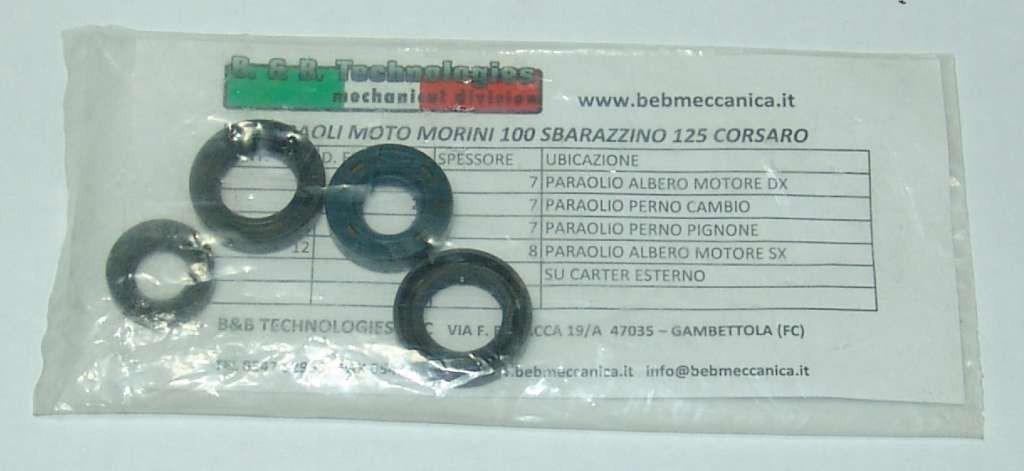 B. & B. Technologies
mechanical division
www.bebmeccanica.it
AOLI MOTO MORINI 100 SBARAZZINO 125 CORSARO
SPESSORE UBICAZIONE
7 PARAOLIO ALBERO MOTORE DX
7 PARAOLIO PERNO CAMBIO
7 PARAOLIO PERNO PIGNONE
12 8 PARAOLIO ALBERO MOTORE SX
SU CARTER ESTERNO
B&B TECHNOLOGIES VIA F. CCA 19/A 47035 – GAMBETTOLA (FC)
TEL 0547 .bebmeccanica.it info@bebmeccanica.it